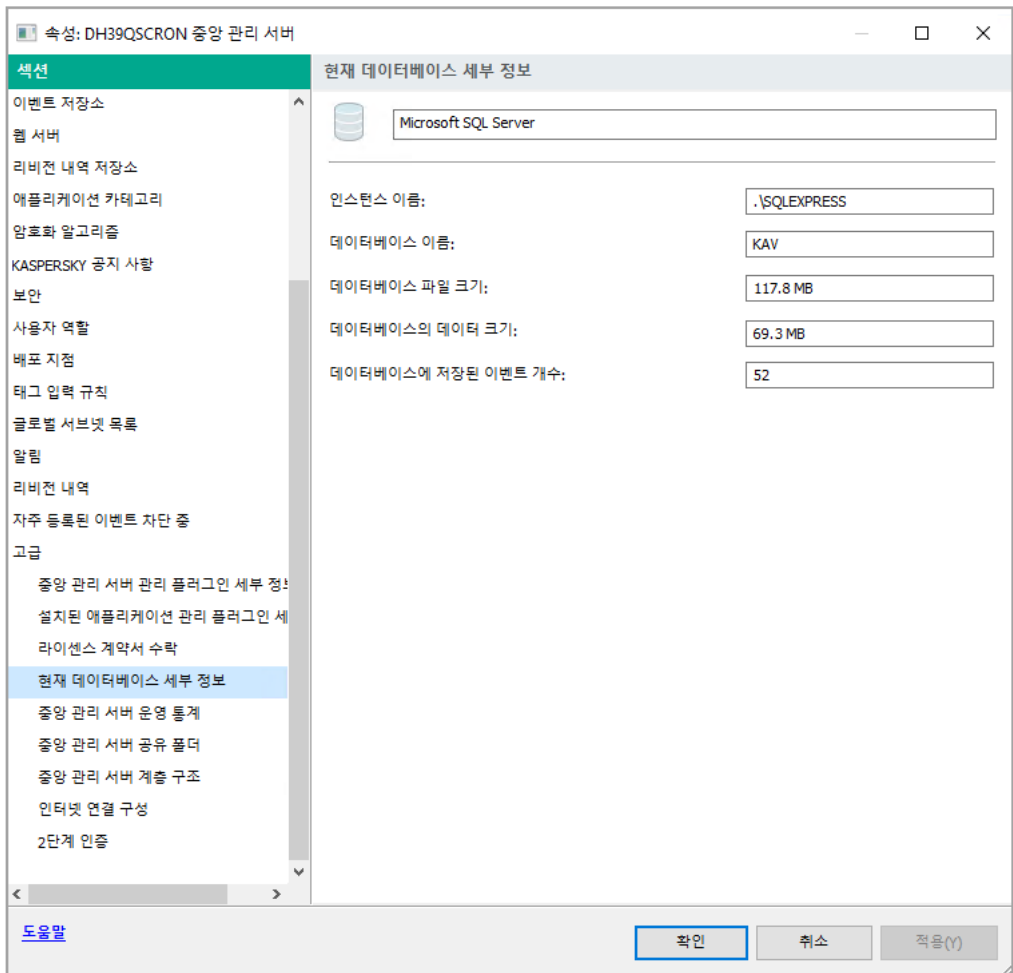 속성: DH39QSCRON 중앙 관리 서버
섹션
이벤트 저장소
웹 서버
리비전 내역 저장소
애플리케이션 카테고리
암호화 알고리즘
KASPERSKY 공지 사항
보안
사용자 역할
배포 지점
태그 입력 규칙
글로벌 서브넷 목록
알림
리비전 내역
자주 등록된 이벤트 차단 중
고급
중앙 관리 서버 관리 플러그인 세부 정보
설치된 애플리케이션 관리 플러그인 세
라이센스 계약서 수락
현재 데이터베이스 세부 정보
중앙 관리 서버 운영 통계
중앙 관리 서버 공유 폴더
중앙 관리 서버 계층 구조
인터넷 연결 구성
2단계 인증
현재 데이터베이스 세부 정보
Microsoft SQL Server
인스턴스 이름: .\SQLEXPRESS
데이터베이스 이름: KAV
데이터베이스 파일 크기: 117.8 MB
데이터베이스의 데이터 크기: 69.3 MB
데이터베이스에 저장된 이벤트 개수: 52
도움말
확인 취소 적용(Y)